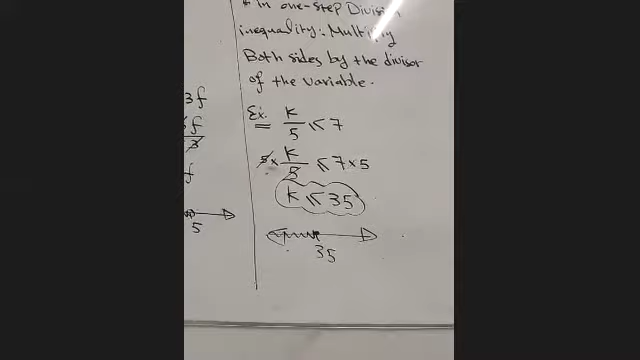 * In one-step Division
inequality: Multiply
Both sides by the divisor
of the variable.
3f
f
3
f
5
Ex:
K/5 ≤ 7
5 × K/5 ≤ 7 × 5
K ≤ 35
35